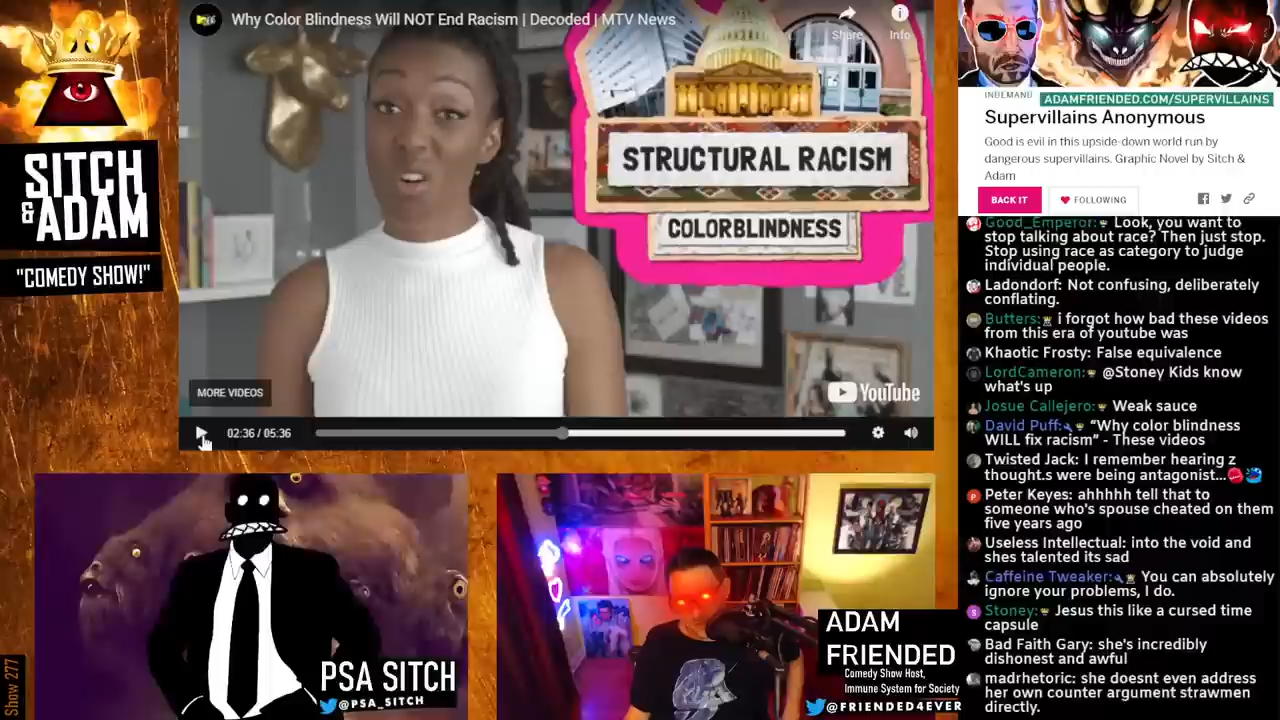 Why Color Blindness Will NOT End Racism | Decoded | MTV News
Share
Info
STRUCTURAL RACISM
COLORBLINDNESS
MORE VIDEOS
YouTube
02:36 / 05:36
SITCH
& ADAM
"COMEDY SHOW!"
Show 277
PSA SITCH
@PSA_SITCH
ADAM
FRIENDED
Comedy Show Host,
Immune System for Society
@FRIENDED4EVER
INDEMAND
ADAMFRIENDED.COM/SUPERVILLAINS
Supervillains Anonymous
Good is evil in this upside-down world run by
dangerous supervillains. Graphic Novel by Sitch &
Adam
BACK IT
FOLLOWING
Good_Emperor: Look, you want to
stop talking about race? Then just stop.
Stop using race as category to judge
individual people.
Ladondorf: Not confusing, deliberately
conflating.
Butters: i forgot how bad these videos
from this era of youtube was
Khaotic Frosty: False equivalence
LordCameron: @Stoney Kids know
what's up
Josue Callejero: Weak sauce
David Puff: “Why color blindness
WILL fix racism” - These videos
Twisted Jack: I remember hearing z
thought.s were being antagonist...
Peter Keyes: ahhhhh tell that to
someone who's spouse cheated on them
five years ago
Useless Intellectual: into the void and
she's talented its sad
Caffeine Tweaker: You can absolutely
ignore your problems, I do.
Stoney: Jesus this like a cursed time
capsule
Bad Faith Gary: she's incredibly
dishonest and awful
madrhetoric: she doesnt even address
her own counter argument strawmen
directly.